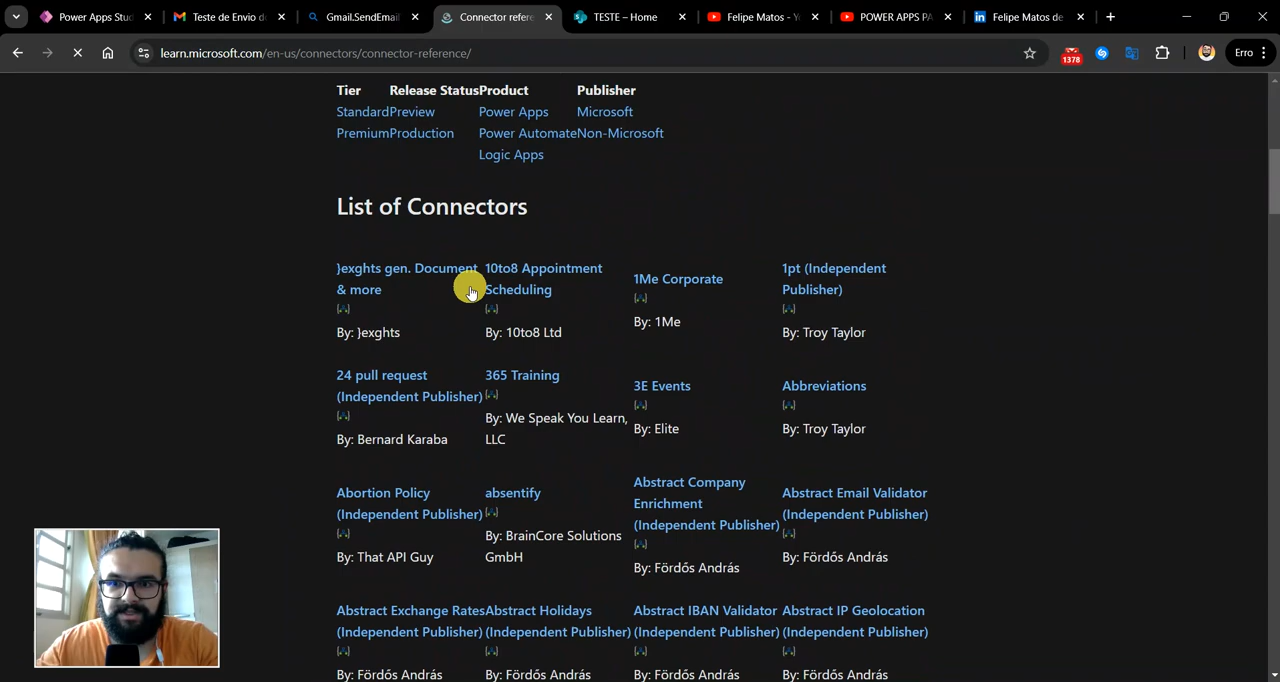 Power Apps Stud
Teste de Envio d
Gmail.SendEmail
Connector refere
TESTE – Home
Felipe Matos - Y
POWER APPS PA
Felipe Matos de
learn.microsoft.com/en-us/connectors/connector-reference/
1378
Erro
Tier Release Status Product Publisher
Standard Preview Power Apps Microsoft
Premium Production Power Automate Non-Microsoft
Logic Apps
List of Connectors
}exghts gen. Document
& more
By: }exghts
10to8 Appointment
Scheduling
By: 10to8 Ltd
1Me Corporate
By: 1Me
1pt (Independent
Publisher)
By: Troy Taylor
24 pull request
(Independent Publisher)
By: Bernard Karaba
365 Training
By: We Speak You Learn,
LLC
3E Events
By: Elite
Abbreviations
By: Troy Taylor
Abortion Policy
(Independent Publisher)
By: That API Guy
absentify
By: BrainCore Solutions
GmbH
Abstract Company
Enrichment
(Independent Publisher)
By: Fördős András
Abstract Email Validator
(Independent Publisher)
By: Fördős András
Abstract Exchange Rates
(Independent Publisher)
By: Fördős András
Abstract Holidays
(Independent Publisher)
By: Fördős András
Abstract IBAN Validator
(Independent Publisher)
By: Fördős András
Abstract IP Geolocation
(Independent Publisher)
By: Fördős András